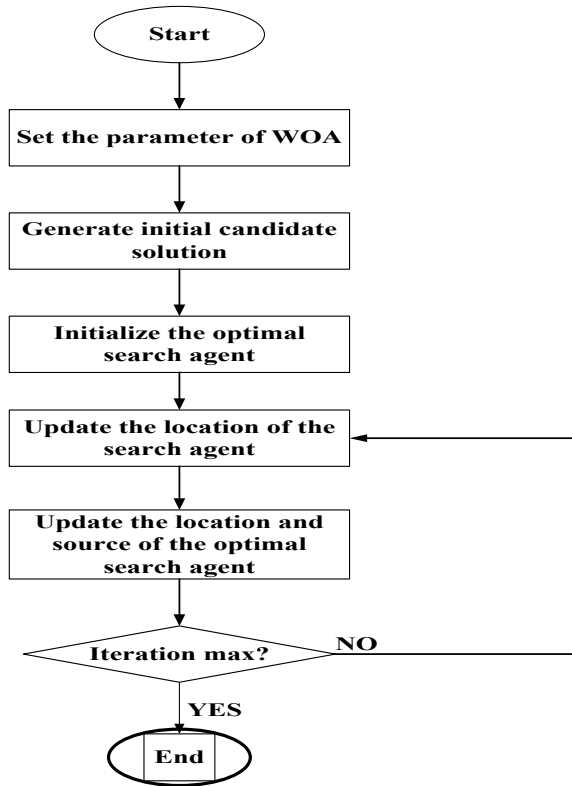 Start
Set the parameter of WOA
Generate initial candidate
solution
Initialize the optimal
search agent
Update the location of the
search agent
Update the location and
source of the optimal
search agent
Iteration max?
NO
YES
End